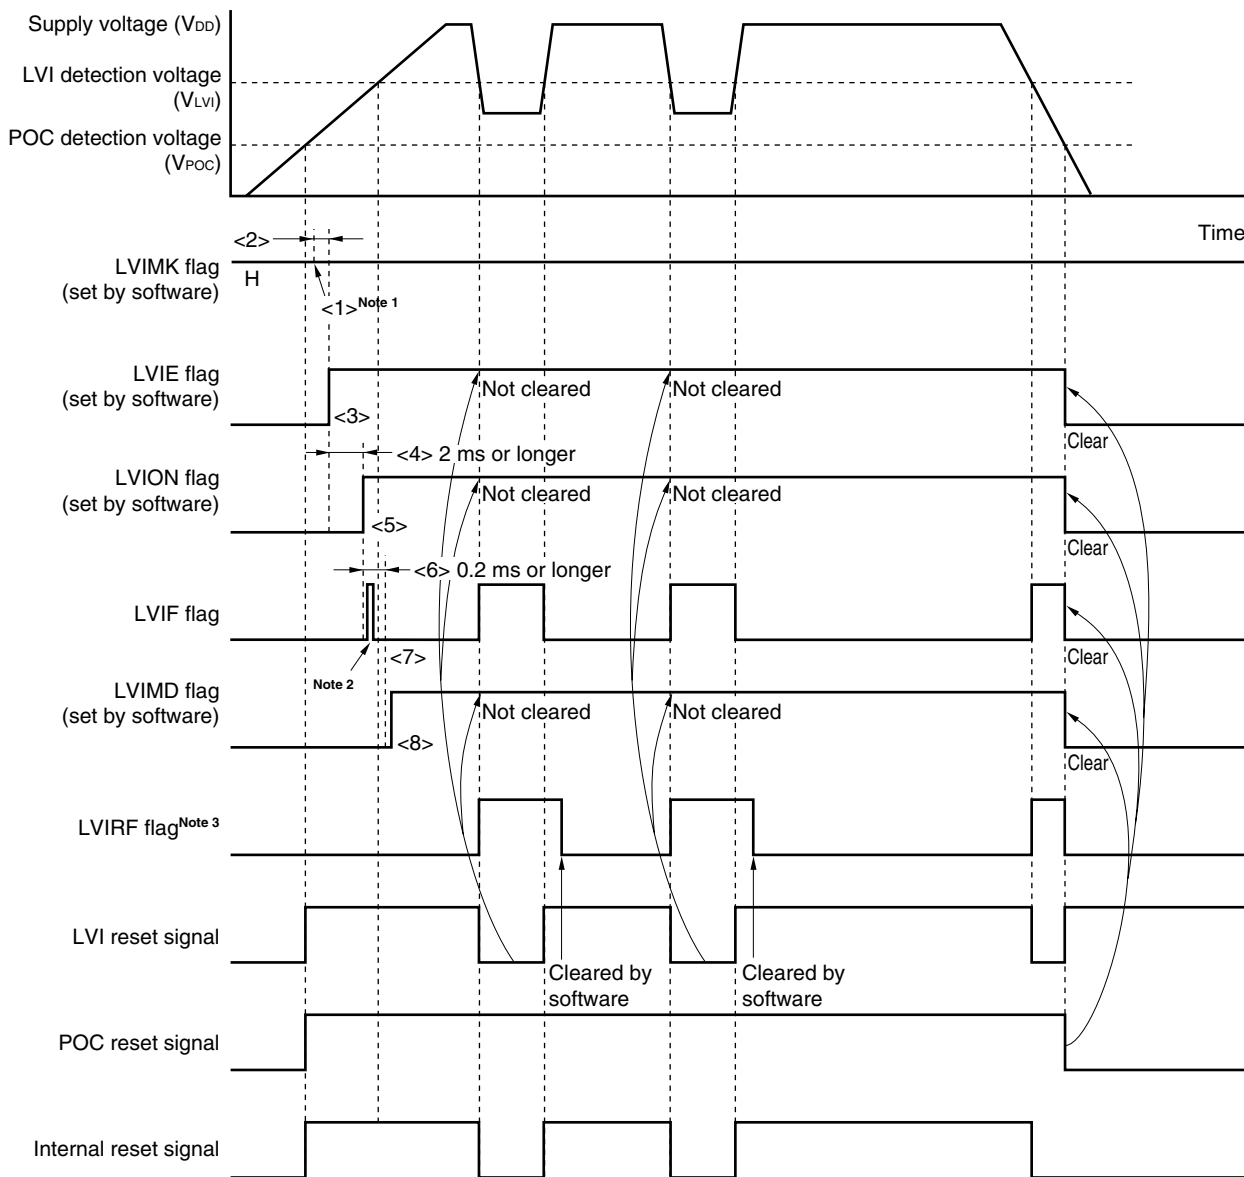 Supply voltage (VDD)
LVI detection voltage
(VLVI)
POC detection voltage
(VPOC)
Time
<2>
LVIMK flag
(set by software)
H
<1>Note 1
LVIE flag
(set by software)
Not cleared
Not cleared
<3>
Clear
<4> 2 ms or longer
LVION flag
(set by software)
Not cleared
Not cleared
<5>
Clear
<6> 0.2 ms or longer
LVIF flag
<7>
Clear
Note 2
LVIMD flag
(set by software)
Not cleared
Not cleared
<8>
Clear
LVIRF flagNote 3
LVI reset signal
Cleared by
software
Cleared by
software
POC reset signal
Internal reset signal